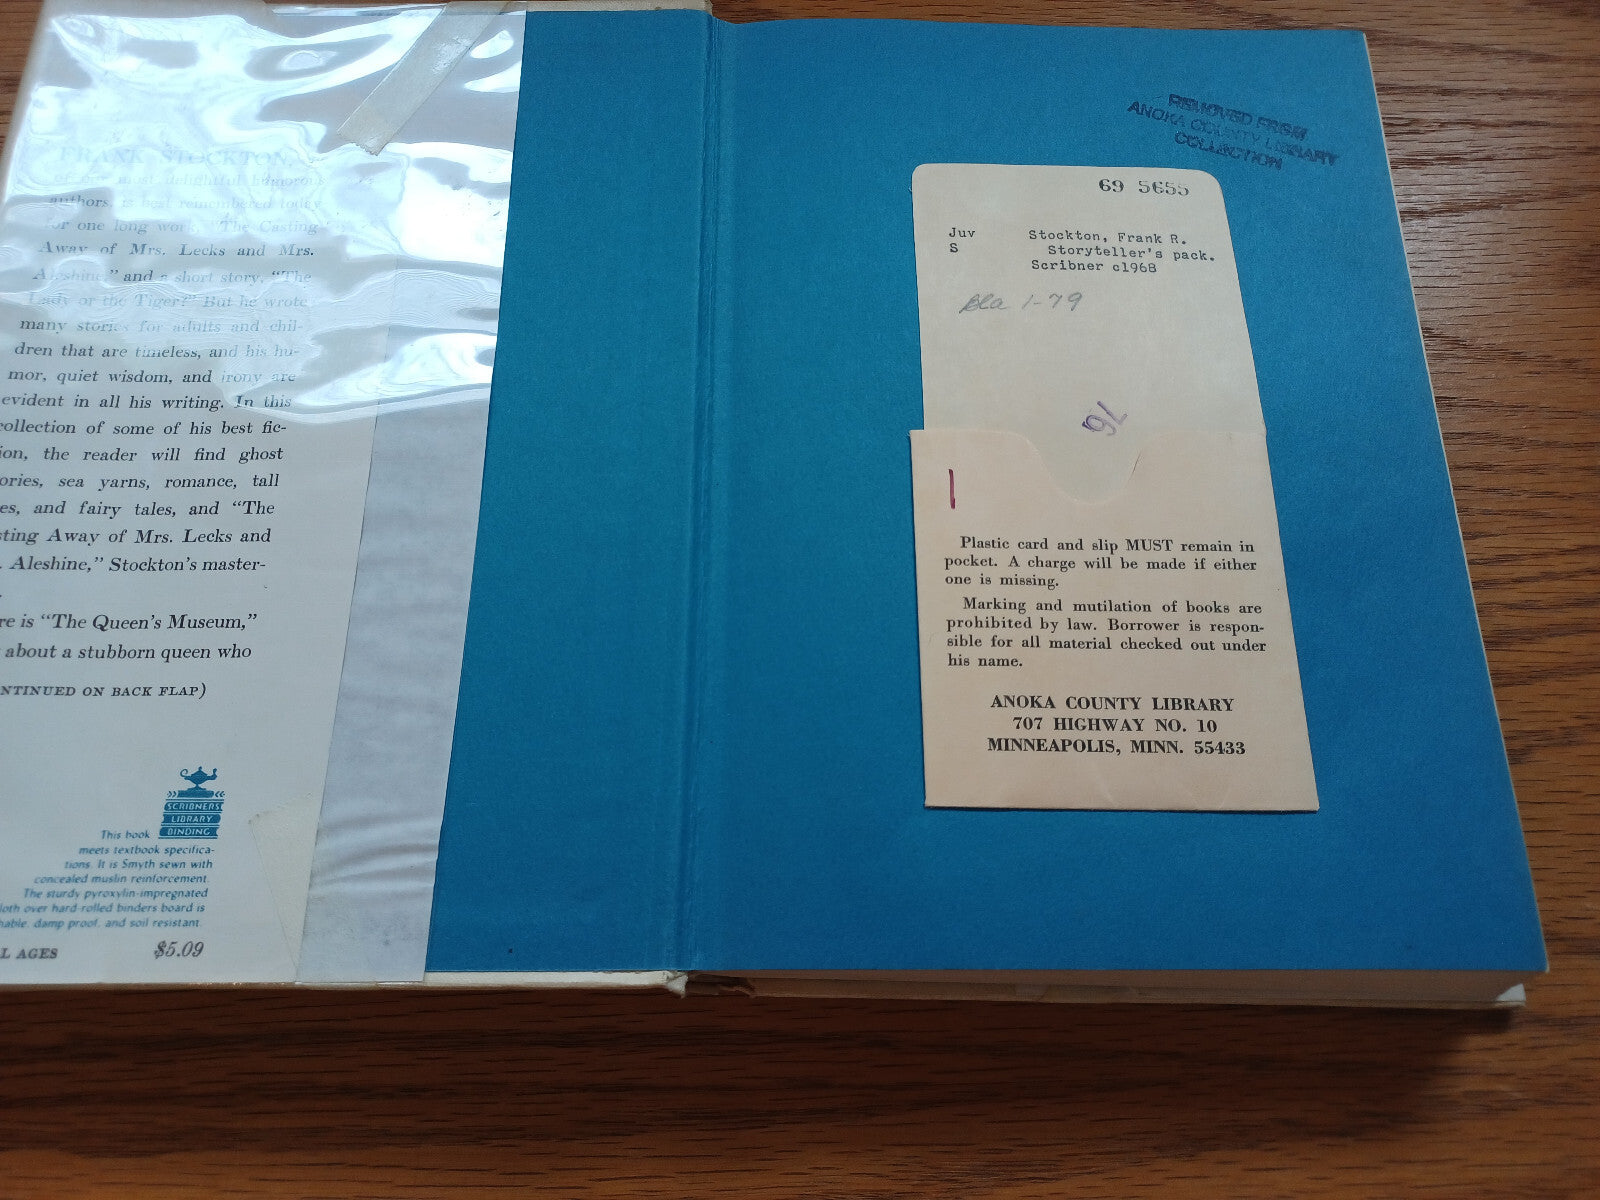 FRANK STOCKTON,
of our most delightful humorous
authors, is best remembered today
for one long work, "The Casting
Away of Mrs. Lecks and Mrs.
Aleshine," and a short story, "The
Lady or the Tiger?" But he wrote
many stories for adults and chil-
dren that are timeless, and his hu-
mor, quiet wisdom, and irony are
evident in all his writing. In this
collection of some of his best fic-
ion, the reader will find ghost
ories, sea yarns, romance, tall
es, and fairy tales, and "The
sting Away of Mrs. Lecks and
. Aleshine," Stockton's master-
.
re is "The Queen's Museum,"
about a stubborn queen who
NTINUED ON BACK FLAP)
SCRIBNERS
LIBRARY
BINDING
This book
meets textbook specifica-
tions. It is Smyth sewn with
concealed muslin reinforcement.
The sturdy pyroxylin-impregnated
loth over hard-rolled binders board is
hable, damp proof, and soil resistant.
L AGES $5.09
REMOVED FROM
ANOKA COUNTY LIBRARY
COLLECTION
69 5655
Juv Stockton, Frank R.
S Storyteller's pack.
Scribner c1968
Bla 1-79
76
1
Plastic card and slip MUST remain in
pocket. A charge will be made if either
one is missing.
Marking and mutilation of books are
prohibited by law. Borrower is respon-
sible for all material checked out under
his name.
ANOKA COUNTY LIBRARY
707 HIGHWAY NO. 10
MINNEAPOLIS, MINN. 55433